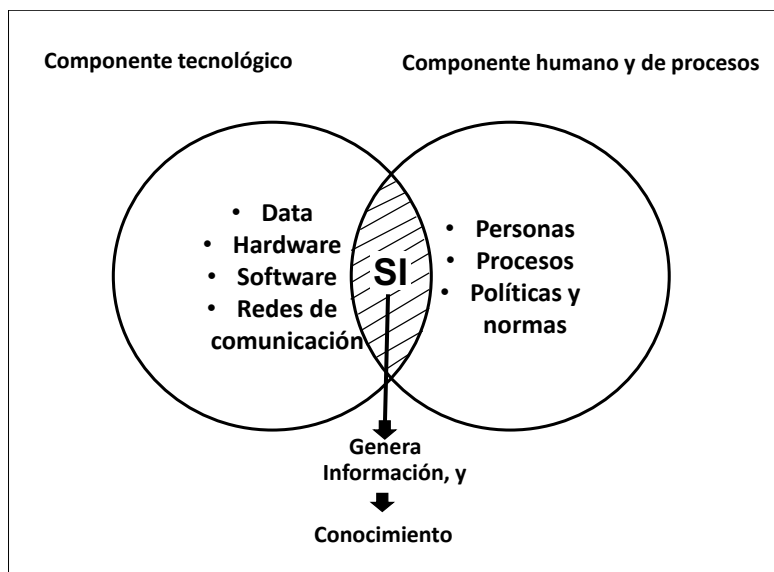 Componente tecnológico
Componente humano y de procesos
• Data
• Hardware
• Software
• Redes de
comunicación
SI
• Personas
• Procesos
• Políticas y
normas
Genera
Información, y
Conocimiento